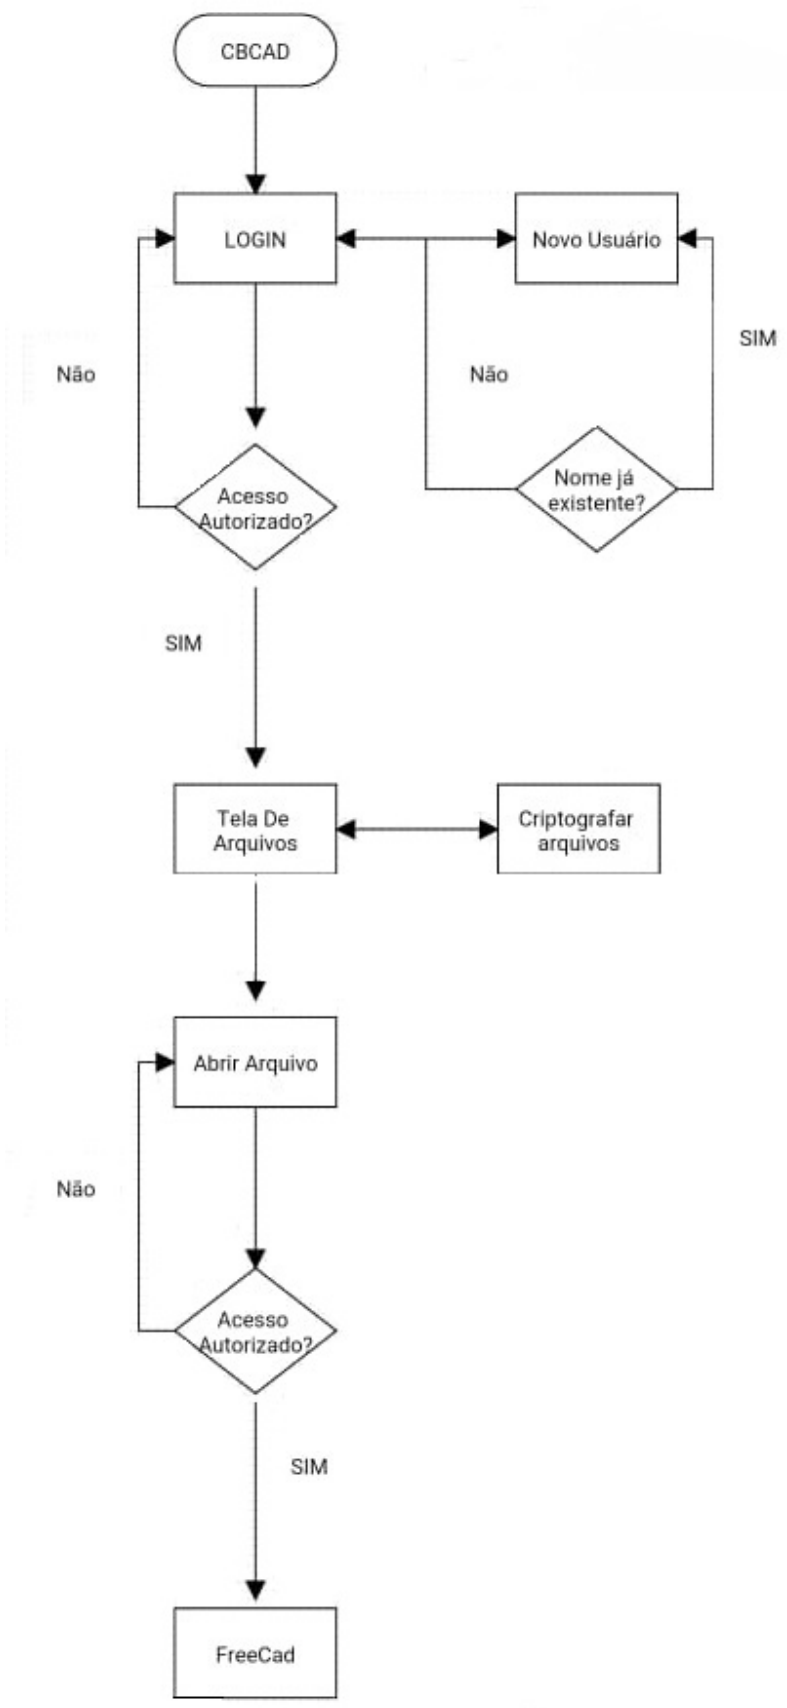 CBCAD
LOGIN
Novo Usuário
SIM
Não
Não
Nome já
existente?
Acesso
Autorizado?
SIM
Tela De
Arquivos
Criptografar
arquivos
Abrir Arquivo
Não
Acesso
Autorizado?
SIM
FreeCad